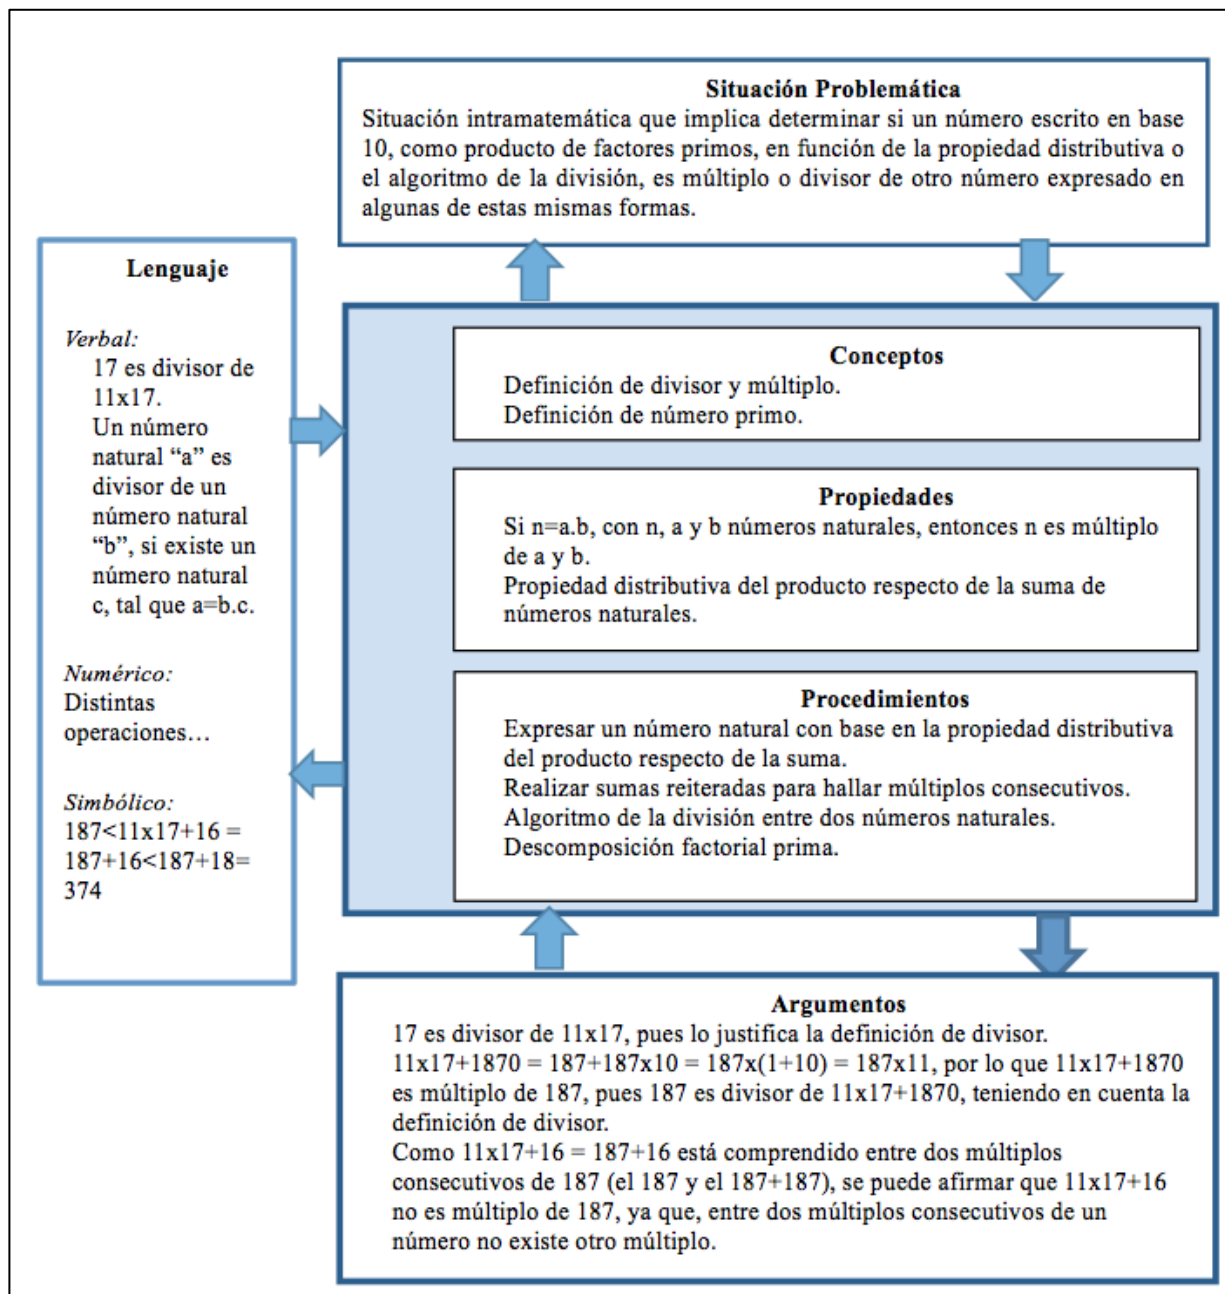 Situación Problemática
Situación intramatemática que implica determinar si un número escrito en base
10, como producto de factores primos, en función de la propiedad distributiva o
el algoritmo de la división, es múltiplo o divisor de otro número expresado en
algunas de estas mismas formas.
Lenguaje
Verbal:
17 es divisor de
11x17.
Un número
natural “a” es
divisor de un
número natural
“b”, si existe un
número natural
c, tal que a=b.c.
Numérico:
Distintas
operaciones…
Simbólico:
187<11x17+16 =
187+16<187+18=
374
Conceptos
Definición de divisor y múltiplo.
Definición de número primo.
Propiedades
Si n=a.b, con n, a y b números naturales, entonces n es múltiplo
de a y b.
Propiedad distributiva del producto respecto de la suma de
números naturales.
Procedimientos
Expresar un número natural con base en la propiedad distributiva
del producto respecto de la suma.
Realizar sumas reiteradas para hallar múltiplos consecutivos.
Algoritmo de la división entre dos números naturales.
Descomposición factorial prima.
Argumentos
17 es divisor de 11x17, pues lo justifica la definición de divisor.
11x17+1870 = 187+187x10 = 187x(1+10) = 187x11, por lo que 11x17+1870
es múltiplo de 187, pues 187 es divisor de 11x17+1870, teniendo en cuenta la
definición de divisor.
Como 11x17+16 = 187+16 está comprendido entre dos múltiplos
consecutivos de 187 (el 187 y el 187+187), se puede afirmar que 11x17+16
no es múltiplo de 187, ya que, entre dos múltiplos consecutivos de un
número no existe otro múltiplo.